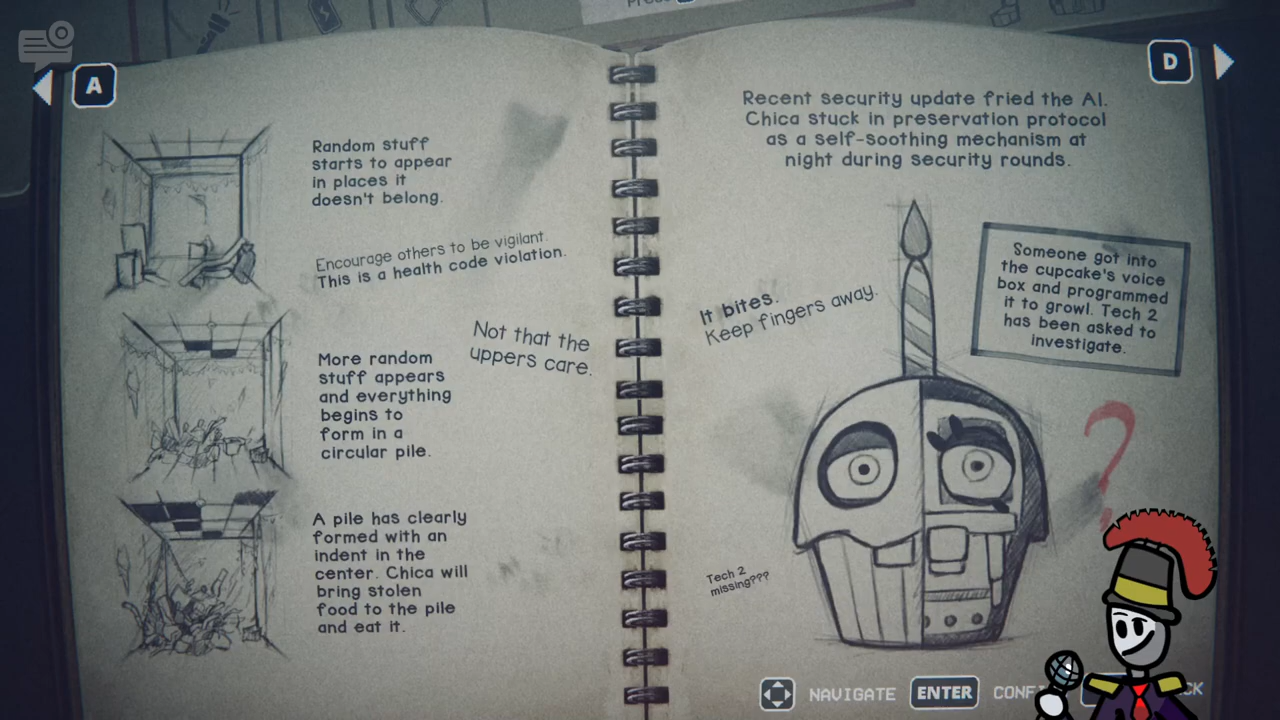 A
Random stuff
starts to appear
in places it
doesn't belong.
Encourage others to be vigilant.
This is a health code violation.
Not that the
uppers care.
More random
stuff appears
and everything
begins to
form in a
circular pile.
A pile has clearly
formed with an
indent in the
center. Chica will
bring stolen
food to the pile
and eat it.
D
Recent security update fried the AI.
Chica stuck in preservation protocol
as a self-soothing mechanism at
night during security rounds.
It bites.
Keep fingers away.
Someone got into
the cupcake's voice
box and programmed
it to growl. Tech 2
has been asked to
investigate.
?
Tech 2
missing???
NAVIGATE ENTER